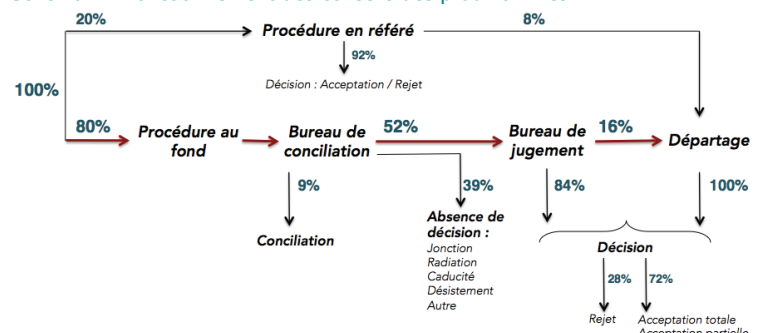 20%
Procédure en référé
8%
92%
Décision : Acceptation / Rejet
100%
80%
Procédure au
fond
Bureau de
conciliation
52%
Bureau de
jugement
16%
Départage
9%
39%
84%
100%
Conciliation
Absence de
décision :
Jonction
Radiation
Caducité
Désistement
Autre
Décision
28%
72%
Rejet
Acceptation totale
Acceptation partielle